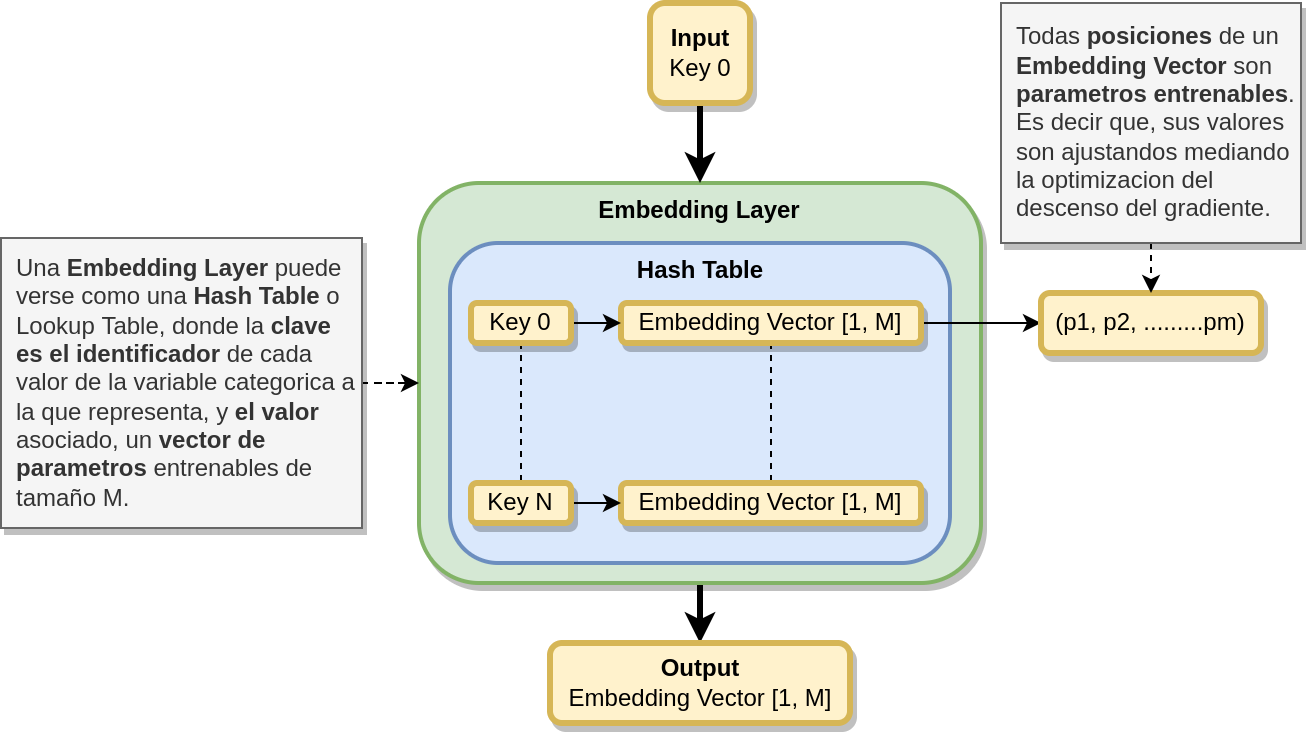 Input
Key 0
Todas posiciones de un
Embedding Vector son
parametros entrenables.
Es decir que, sus valores
son ajustandos mediando
la optimizacion del
descenso del gradiente.
Embedding Layer
Hash Table
Una Embedding Layer puede
verse como una Hash Table o
Lookup Table, donde la clave
es el identificador de cada
valor de la variable categorica a
la que representa, y el valor
asociado, un vector de
parametros entrenables de
tamaño M.
Key 0
Embedding Vector [1, M]
(p1, p2, .........pm)
Key N
Embedding Vector [1, M]
Output
Embedding Vector [1, M]